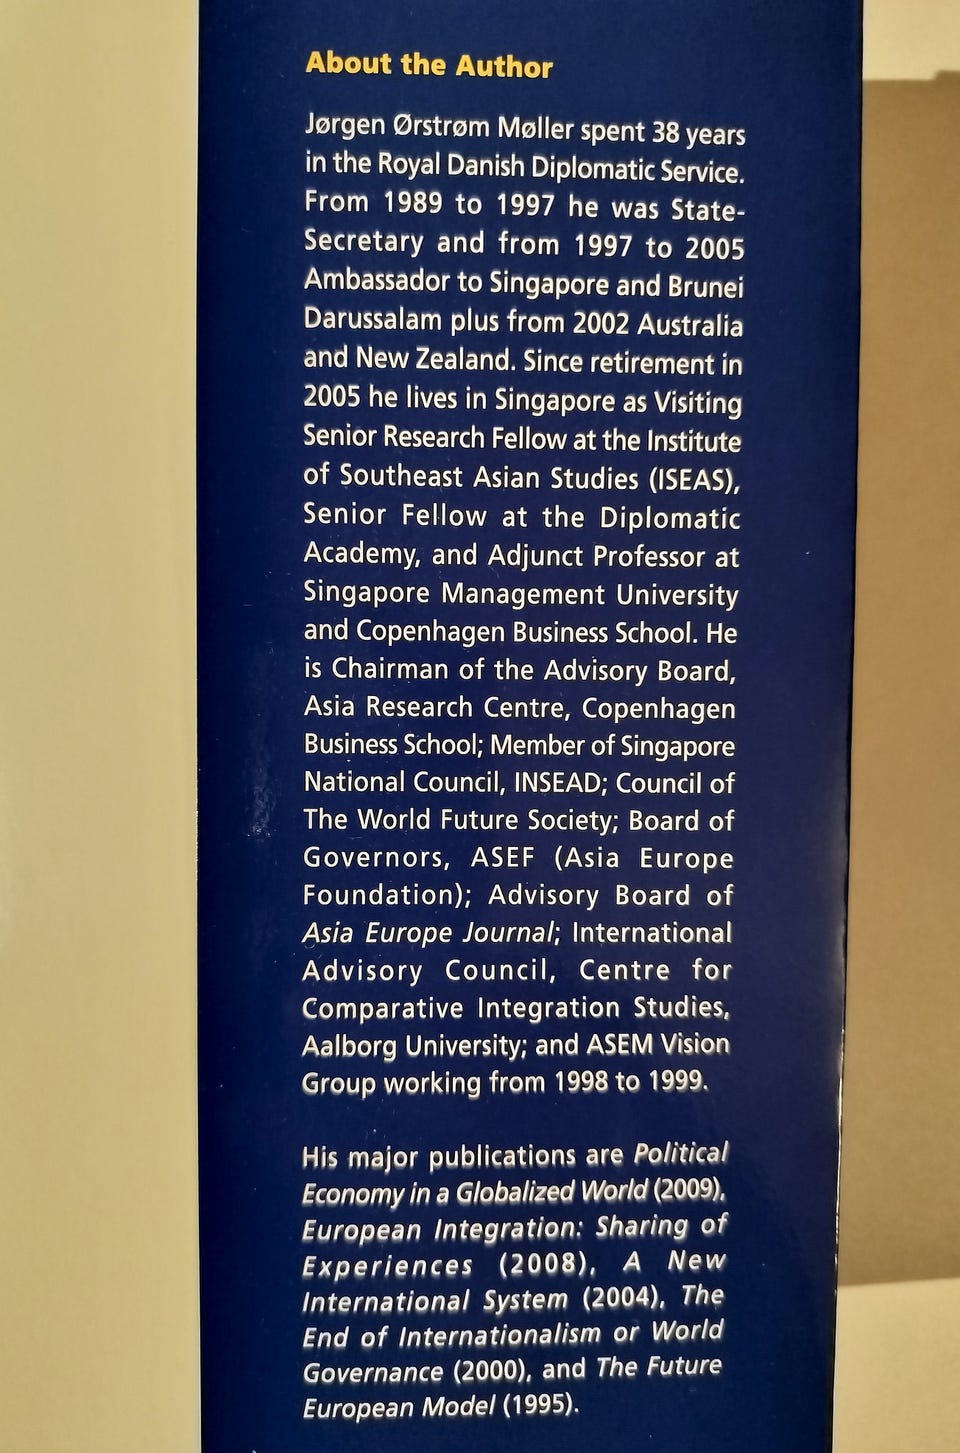 About the Author
Jørgen Ørstrøm Møller spent 38 years
in the Royal Danish Diplomatic Service.
From 1989 to 1997 he was State-
Secretary and from 1997 to 2005
Ambassador to Singapore and Brunei
Darussalam plus from 2002 Australia
and New Zealand. Since retirement in
2005 he lives in Singapore as Visiting
Senior Research Fellow at the Institute
of Southeast Asian Studies (ISEAS),
Senior Fellow at the Diplomatic
Academy, and Adjunct Professor at
Singapore Management University
and Copenhagen Business School. He
is Chairman of the Advisory Board,
Asia Research Centre, Copenhagen
Business School; Member of Singapore
National Council, INSEAD; Council of
The World Future Society; Board of
Governors, ASEF (Asia Europe
Foundation); Advisory Board of
Asia Europe Journal; International
Advisory Council, Centre for
Comparative Integration Studies,
Aalborg University; and ASEM Vision
Group working from 1998 to 1999.
His major publications are Political
Economy in a Globalized World (2009),
European Integration: Sharing of
Experiences (2008), A New
International System (2004), The
End of Internationalism or World
Governance (2000), and The Future
European Model (1995).